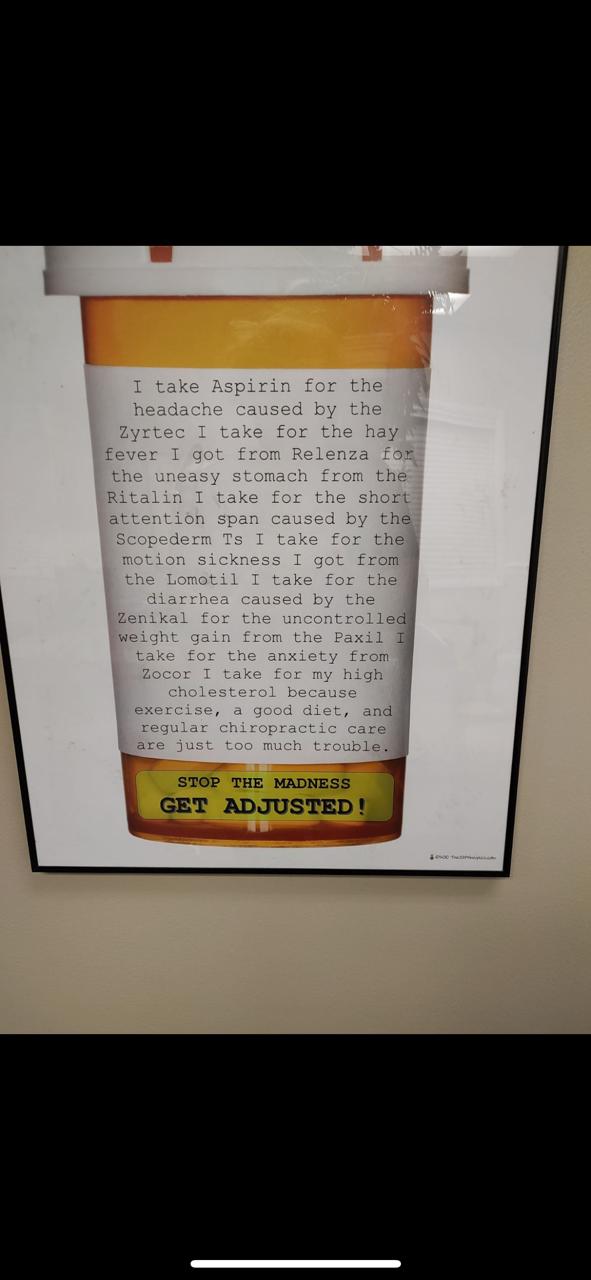 I take Aspirin for the
headache caused by the
Zyrtec I take for the hay
fever I got from Relenza for
the uneasy stomach from the
Ritalin I take for the short
attention span caused by the
Scopederm Ts I take for the
motion sickness I got from
the Lomotil I take for the
diarrhea caused by the
Zenikal for the uncontrolled
weight gain from the Paxil I
take for the anxiety from
Zocor I take for my high
cholesterol because
exercise, a good diet, and
regular chiropractic care
are just too much trouble.
STOP THE MADNESS
GET ADJUSTED!